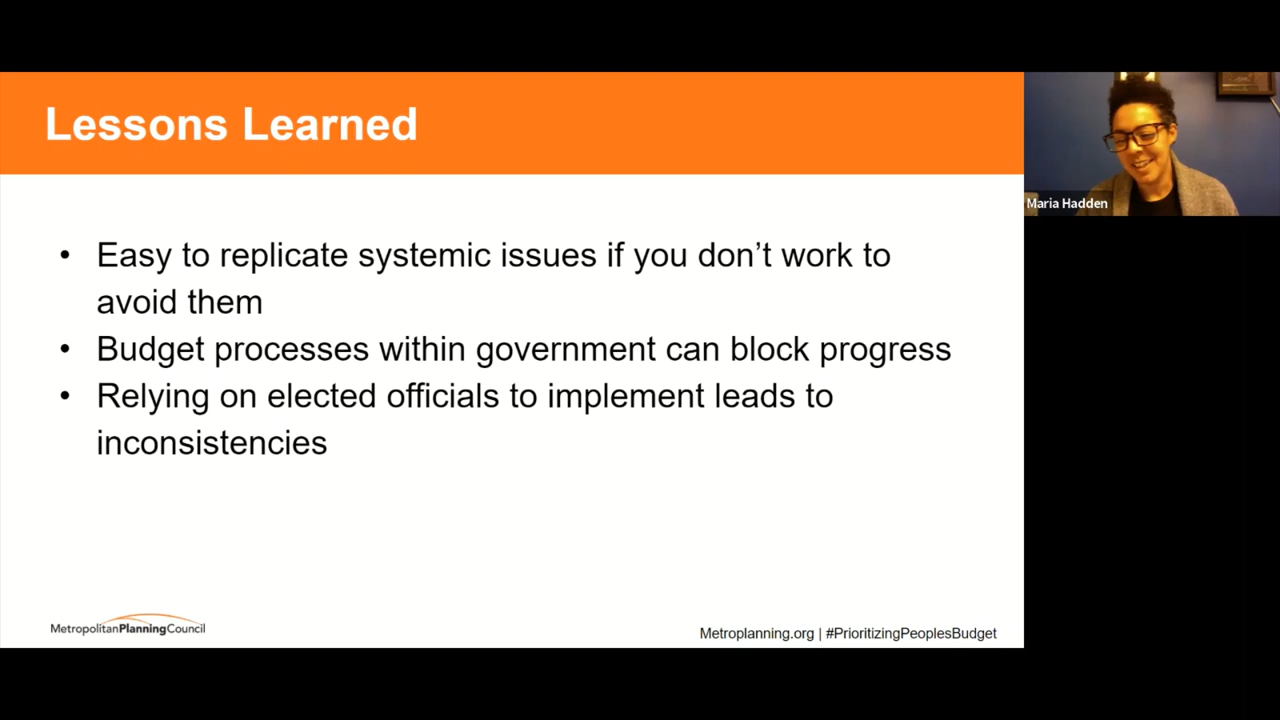 Lessons Learned
Maria Hadden
• Easy to replicate systemic issues if you don’t work to
avoid them
• Budget processes within government can block progress
• Relying on elected officials to implement leads to
inconsistencies
MetropolitanPlanningCouncil
Metroplanning.org | #PrioritizingPeoplesBudget